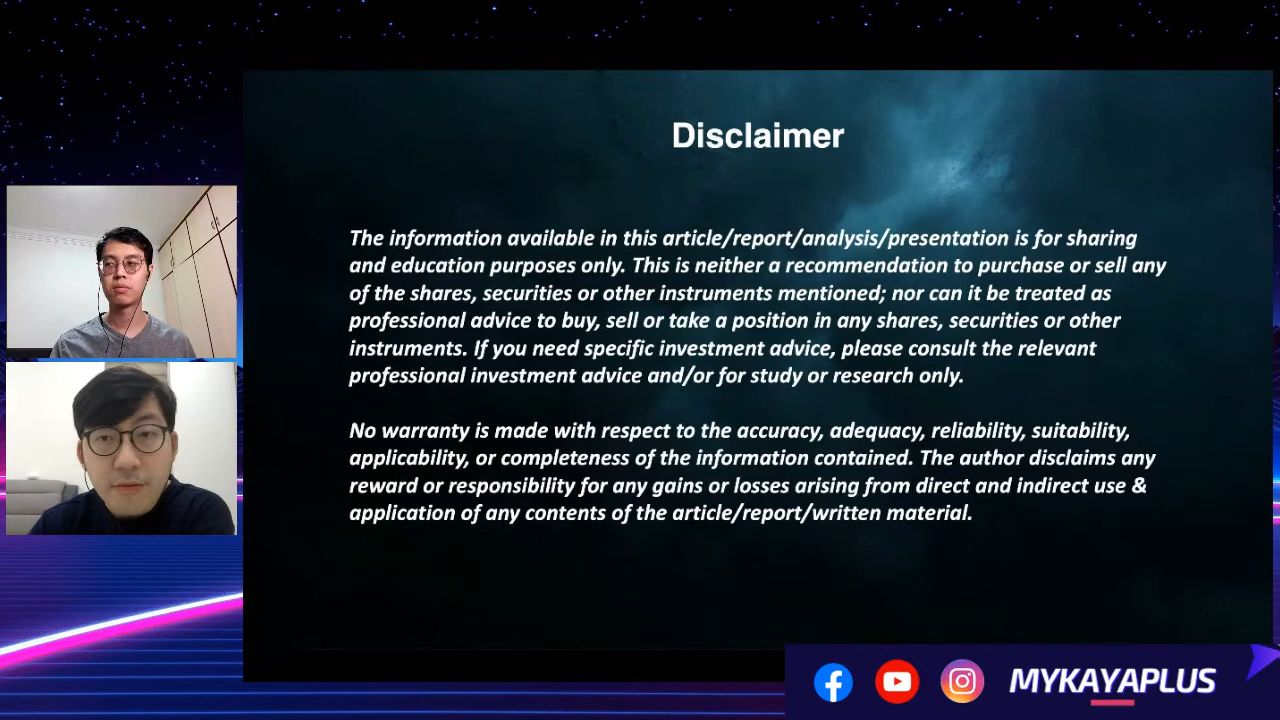 Disclaimer
The information available in this article/report/analysis/presentation is for sharing
and education purposes only. This is neither a recommendation to purchase or sell any
of the shares, securities or other instruments mentioned; nor can it be treated as
professional advice to buy, sell or take a position in any shares, securities or other
instruments. If you need specific investment advice, please consult the relevant
professional investment advice and/or for study or research only.
No warranty is made with respect to the accuracy, adequacy, reliability, suitability,
applicability, or completeness of the information contained. The author disclaims any
reward or responsibility for any gains or losses arising from direct and indirect use &
application of any contents of the article/report/written material.
MYKAYAPLUS